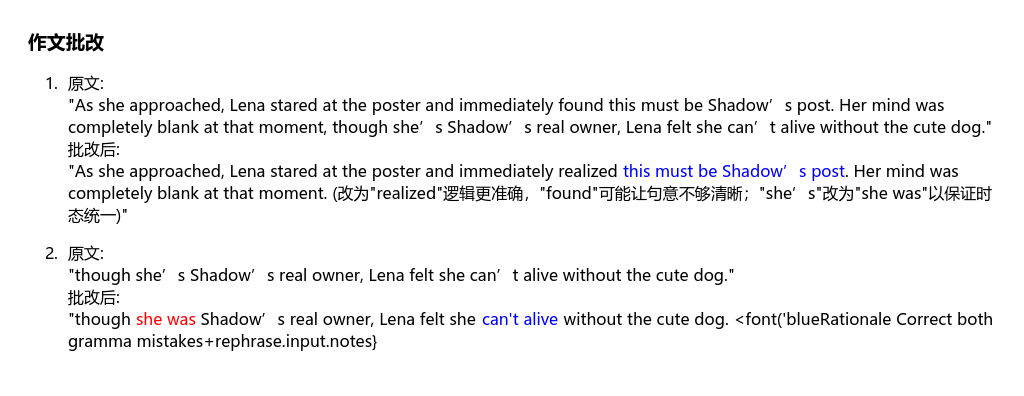 作文批改
1. 原文:
"As she approached, Lena stared at the poster and immediately found this must be Shadow’s post. Her mind was
completely blank at that moment, though she’s Shadow’s real owner, Lena felt she can’t alive without the cute dog."
批改后:
"As she approached, Lena stared at the poster and immediately realized this must be Shadow’s post. Her mind was
completely blank at that moment. (改为"realized"逻辑更准确，"found"可能让句意不够清晰；"she’s"改为"she was"以保证时
态统一)"
2. 原文:
"though she’s Shadow’s real owner, Lena felt she can’t alive without the cute dog."
批改后:
"though she was Shadow’s real owner, Lena felt she can't alive without the cute dog. <font('blueRationale Correct both
gramma mistakes+rephrase.input.notes}